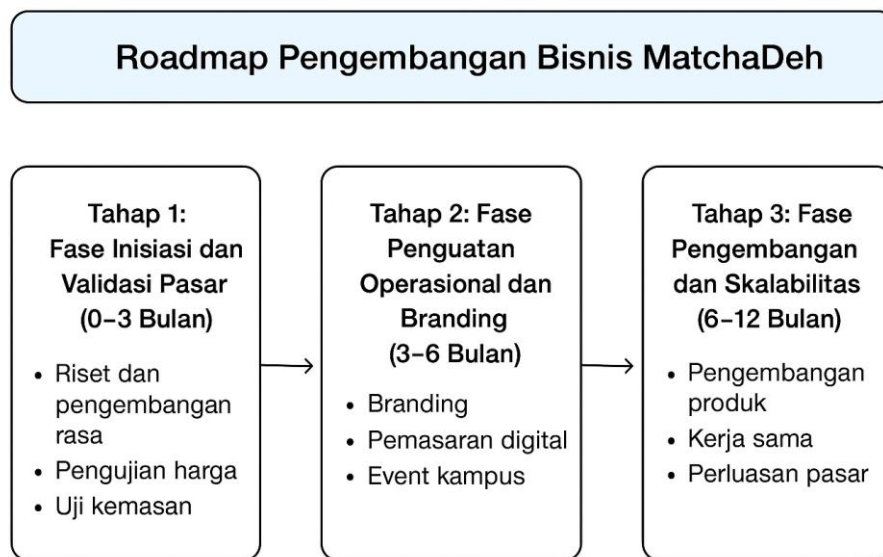 Roadmap Pengembangan Bisnis MatchaDeh
Tahap 1:
Fase Inisiasi dan
Validasi Pasar
(0–3 Bulan)
• Riset dan
pengembangan
rasa
• Pengujian harga
• Uji kemasan
Tahap 2: Fase
Penguatan
Operasional dan
Branding
(3–6 Bulan)
• Branding
• Pemasaran digital
• Event kampus
Tahap 3: Fase
Pengembangan
dan Skalabilitas
(6–12 Bulan)
• Pengembangan
produk
• Kerja sama
• Perluasan pasar